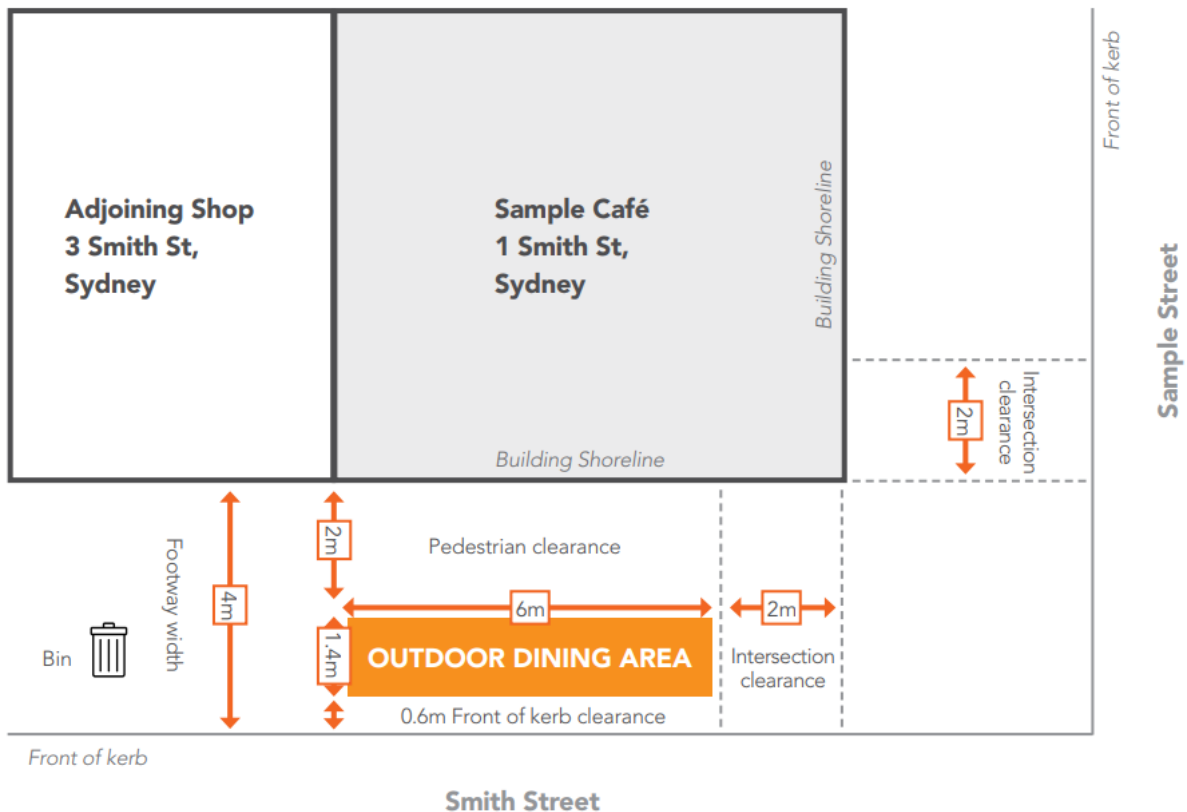 Front of kerb
Adjoining Shop
3 Smith St,
Sydney
Sample Café
1 Smith St,
Sydney
Building Shoreline
Sample Street
Intersection
clearance
2m
Building Shoreline
Footway width
4m
2m
Pedestrian clearance
6m
2m
Bin
1.4m
OUTDOOR DINING AREA
Intersection
clearance
0.6m Front of kerb clearance
Front of kerb
Smith Street